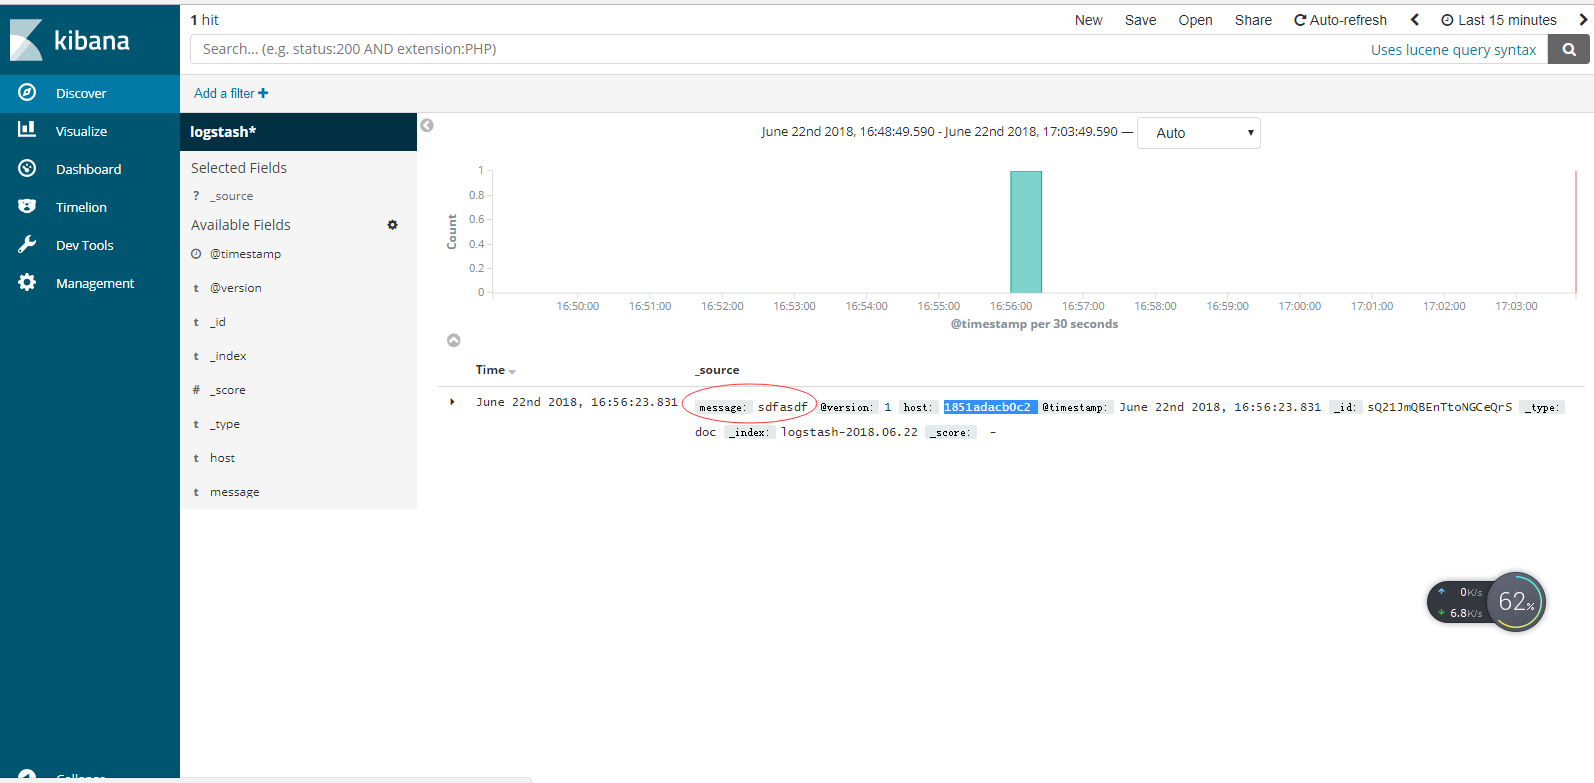 kibana
Discover
Visualize
Dashboard
Timelion
Dev Tools
Management
1 hit
New Save Open Share Auto-refresh Last 15 minutes
Search... (e.g. status:200 AND extension:PHP) Uses lucene query syntax
Add a filter +
logstash*
Selected Fields
? _source
Available Fields
@timestamp
t @version
t _id
t _index
# _score
t _type
t host
t message
June 22nd 2018, 16:48:49.590 - June 22nd 2018, 17:03:49.590 — Auto
Count
1
0.8
0.6
0.4
0.2
0
16:50:00 16:51:00 16:52:00 16:53:00 16:54:00 16:55:00 16:56:00 16:57:00 16:58:00 16:59:00 17:00:00 17:01:00 17:02:00 17:03:00
@timestamp per 30 seconds
Time _source
June 22nd 2018, 16:56:23.831 message: sdfasdf @version: 1 host: 1851adacb0c2 @timestamp: June 22nd 2018, 16:56:23.831 _id: sQ21JmQBEnTtoNGCeQrS _type:
doc _index: logstash-2018.06.22 _score: -
0K/s
6.8K/s
62%